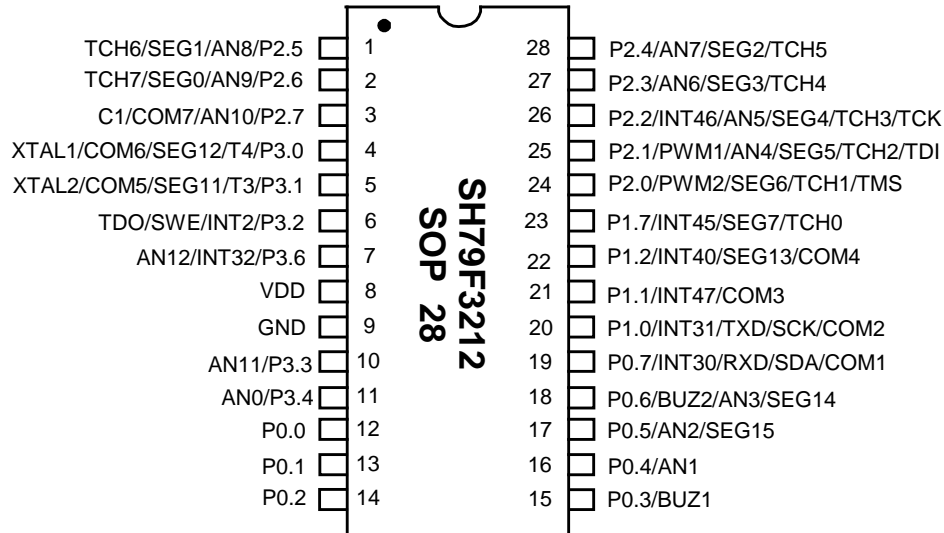 TCH6/SEG1/AN8/P2.5 1 28 P2.4/AN7/SEG2/TCH5
TCH7/SEG0/AN9/P2.6 2 27 P2.3/AN6/SEG3/TCH4
C1/COM7/AN10/P2.7 3 26 P2.2/INT46/AN5/SEG4/TCH3/TCK
XTAL1/COM6/SEG12/T4/P3.0 4 25 P2.1/PWM1/AN4/SEG5/TCH2/TDI
XTAL2/COM5/SEG11/T3/P3.1 5 24 P2.0/PWM2/SEG6/TCH1/TMS
TDO/SWE/INT2/P3.2 6 23 P1.7/INT45/SEG7/TCH0
AN12/INT32/P3.6 7 22 P1.2/INT40/SEG13/COM4
VDD 8 21 P1.1/INT47/COM3
GND 9 20 P1.0/INT31/TXD/SCK/COM2
AN11/P3.3 10 19 P0.7/INT30/RXD/SDA/COM1
AN0/P3.4 11 18 P0.6/BUZ2/AN3/SEG14
P0.0 12 17 P0.5/AN2/SEG15
P0.1 13 16 P0.4/AN1
P0.2 14 15 P0.3/BUZ1
SH79F3212
SOP 28